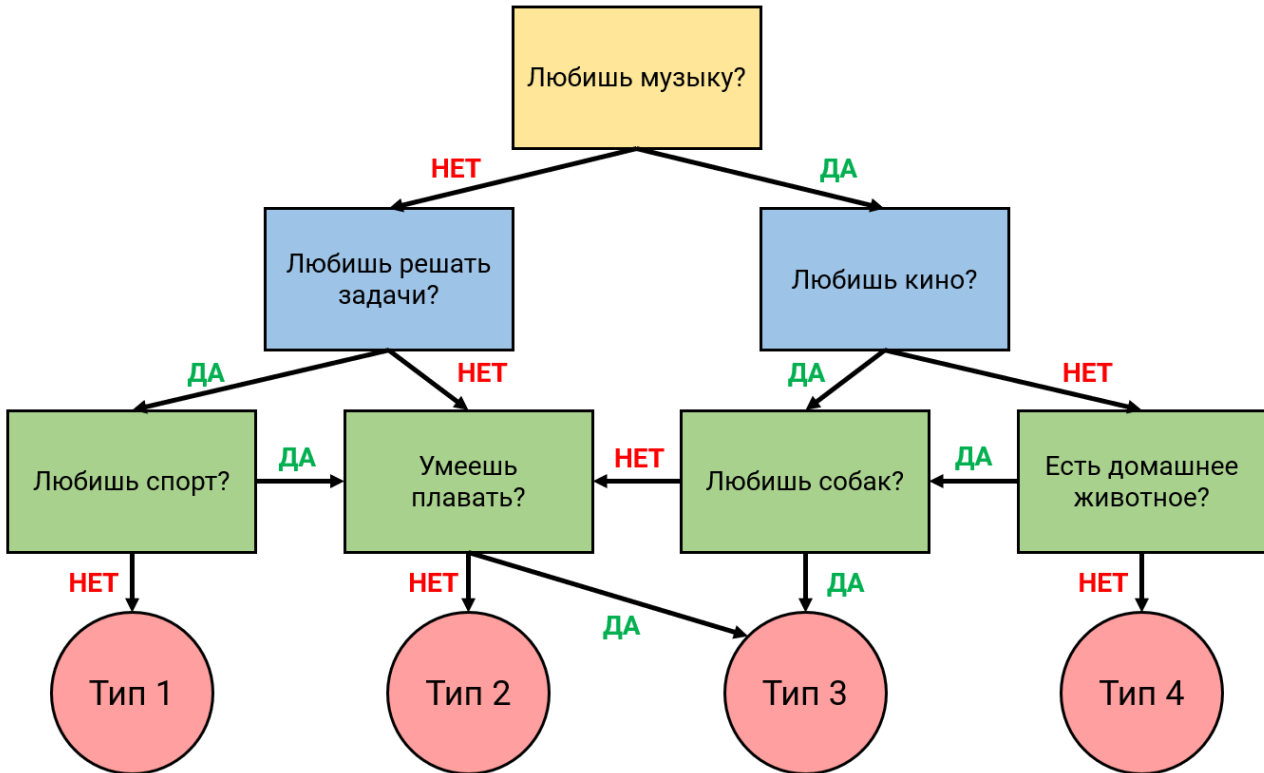 Любишь музыку?
НЕТ
ДА
Любишь решать
задачи?
Любишь кино?
ДА
НЕТ
ДА
НЕТ
Любишь спорт?
ДА
Умеешь
плавать?
НЕТ
Любишь собак?
ДА
Есть домашнее
животное?
НЕТ
НЕТ
ДА
ДА
НЕТ
Тип 1
Тип 2
Тип 3
Тип 4